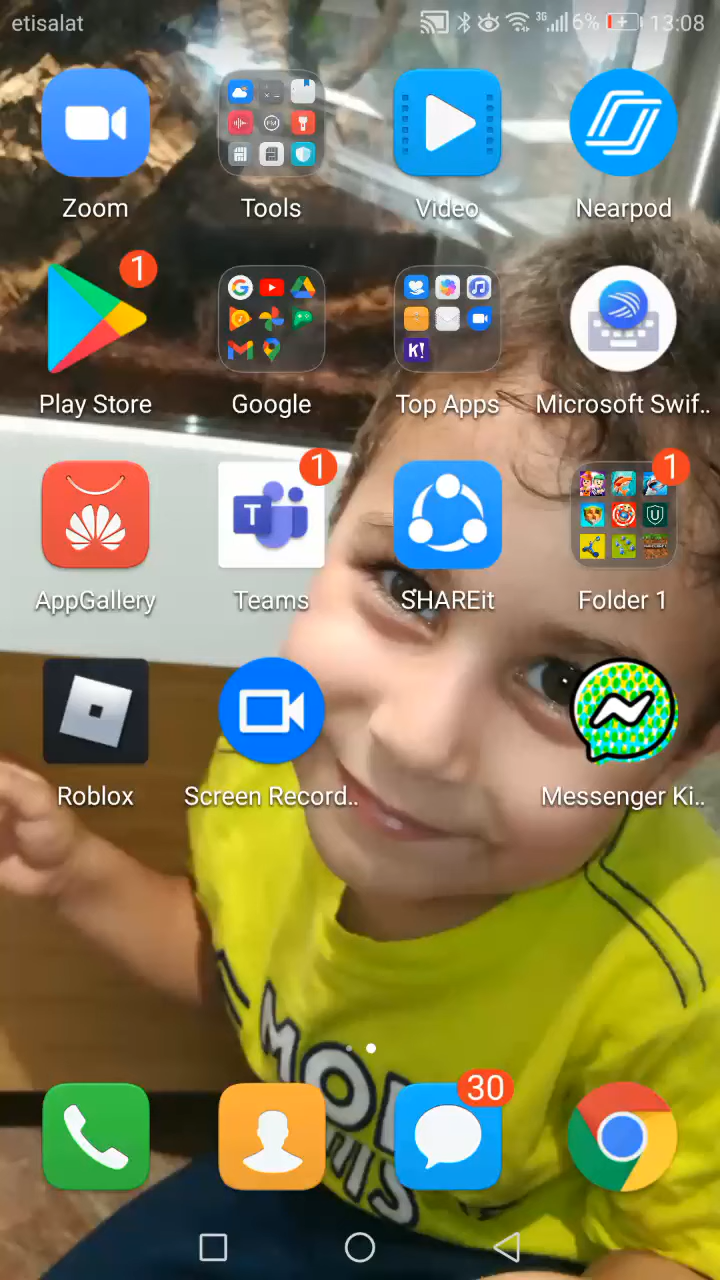 etisalat 3G 6% 13:08
Zoom Tools Video Nearpod
1
Play Store Google Top Apps Microsoft Swif..
K!
1 1
T
U
AppGallery Teams SHAREit Folder 1
Roblox Screen Record.. Messenger Ki..
30